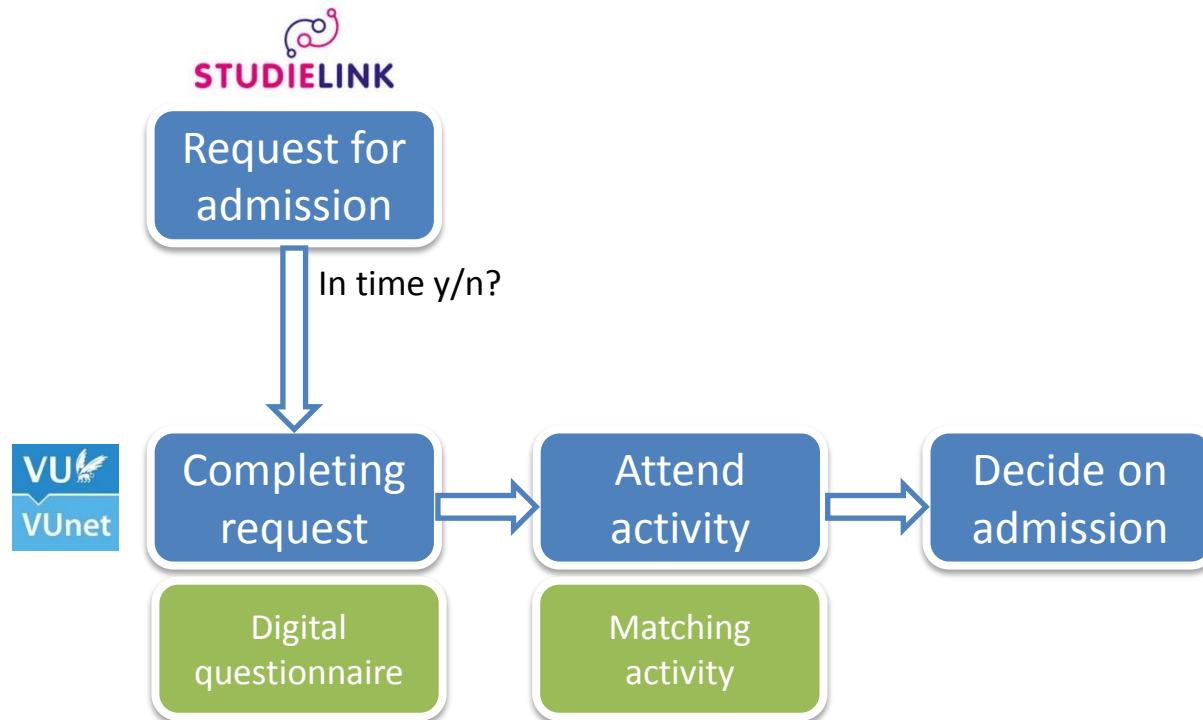 STUDIELINK
Request for
admission
In time y/n?
VU
VUnet
Completing
request
Attend
activity
Decide on
admission
Digital
questionnaire
Matching
activity